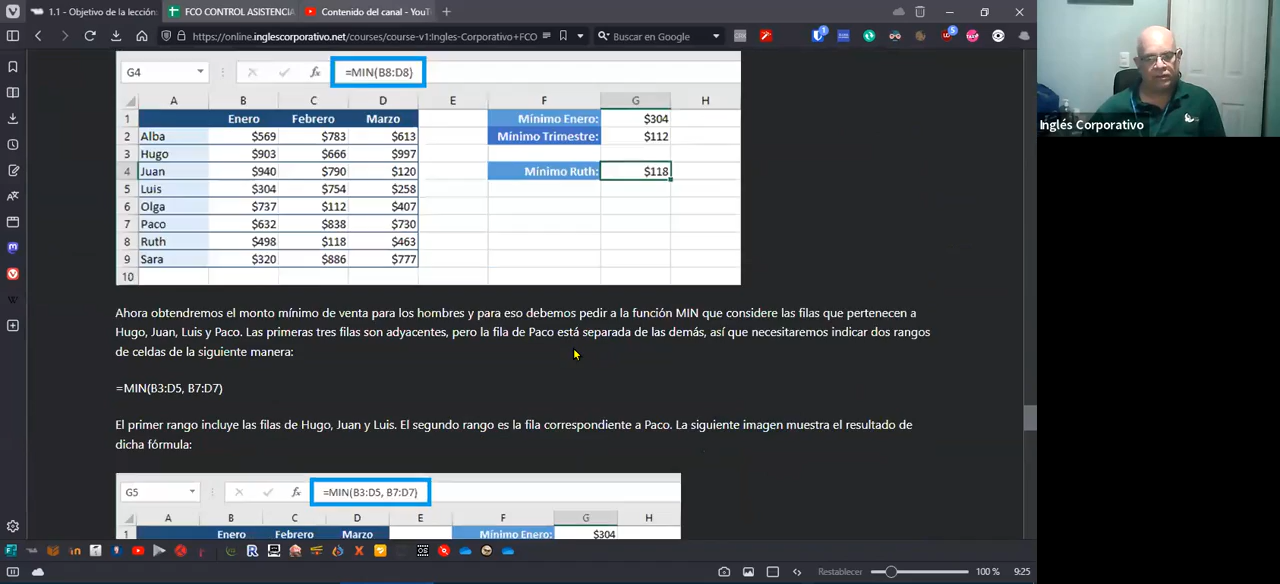 1.1 - Objetivo de la lección:
FCO CONTROL ASISTENCIA
Contenido del canal - YouT
https://online.inglescorporativo.net/courses/course-v1:Ingles-Corporativo+FCO
Buscar en Google
Inglés Corporativo
G4 fx =MIN(B8:D8)
A B C D E F G H
1 Enero Febrero Marzo Mínimo Enero: $304
2 Alba $569 $783 $613 Mínimo Trimestre: $112
3 Hugo $903 $666 $997
4 Juan $940 $790 $120 Mínimo Ruth: $118
5 Luis $304 $754 $258
6 Olga $737 $112 $407
7 Paco $632 $838 $730
8 Ruth $498 $118 $463
9 Sara $320 $886 $777
10
Ahora obtendremos el monto mínimo de venta para los hombres y para eso debemos pedir a la función MIN que considere las filas que pertenecen a
Hugo, Juan, Luis y Paco. Las primeras tres filas son adyacentes, pero la fila de Paco está separada de las demás, así que necesitaremos indicar dos rangos
de celdas de la siguiente manera:
=MIN(B3:D5, B7:D7)
El primer rango incluye las filas de Hugo, Juan y Luis. El segundo rango es la fila correspondiente a Paco. La siguiente imagen muestra el resultado de
dicha fórmula:
G5 fx =MIN(B3:D5, B7:D7)
A B C D E F G H
1 Enero Febrero Marzo Mínimo Enero: $304
Restablecer 100 % 9:25